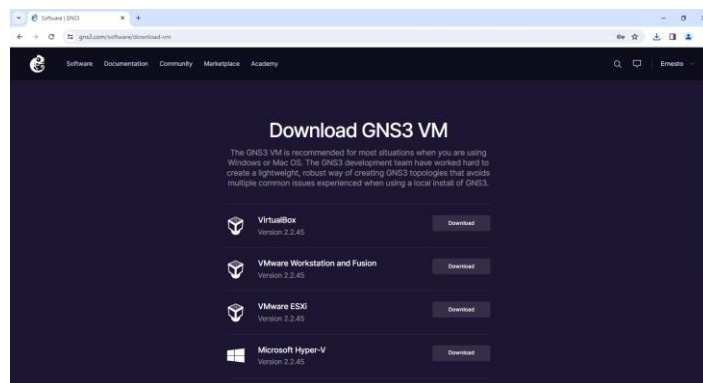 Software | GNS3
gns3.com/software/download-vm
Software Documentation Community Marketplace Academy
Ernesto
Download GNS3 VM
The GNS3 VM is recommended for most situations when you are using
Windows or Mac OS. The GNS3 development team have worked hard to
create a lightweight, robust way of creating GNS3 topologies that avoids
multiple common issues experienced when using a local install of GNS3.
VirtualBox
Version 2.2.45
Download
VMware Workstation and Fusion
Version 2.2.45
Download
VMware ESXi
Version 2.2.45
Download
Microsoft Hyper-V
Version 2.2.45
Download